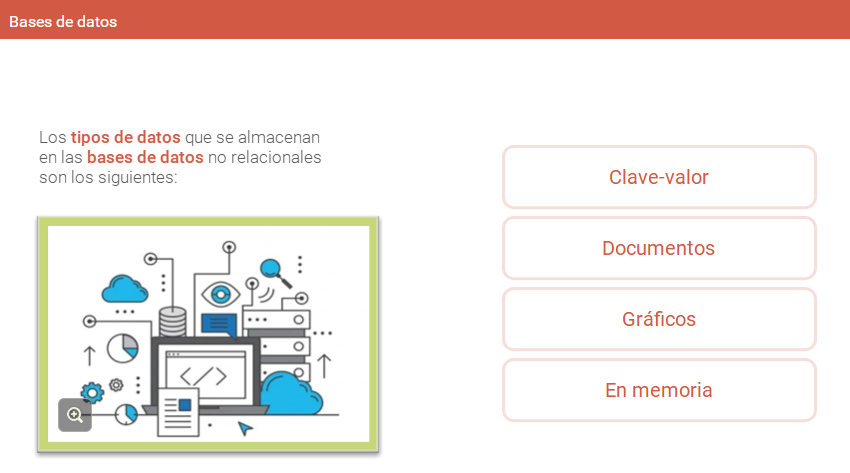 Bases de datos
Los tipos de datos que se almacenan
en las bases de datos no relacionales
son los siguientes:
Clave-valor
Documentos
Gráficos
En memoria